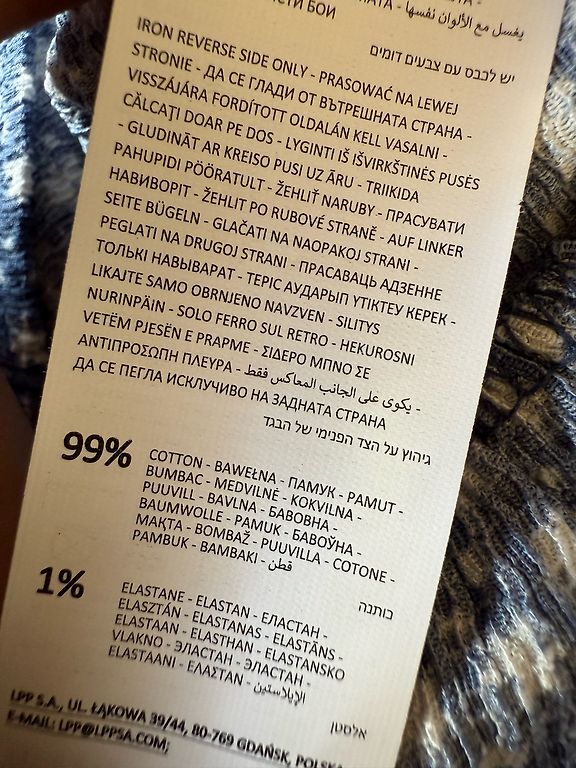 يغسل مع الألوان نفسها -
ЧЕТИ БОИ
יש לכבס עם צבעים דומים
IRON REVERSE SIDE ONLY - PRASOWAĆ NA LEWEJ
STRONIE - ДА СЕ ГЛАДИ ОТ ВЪТРЕШНАТА СТРАНА -
VISSZÁJÁRA FORDÍTOTT OLDALÁN KELL VASALNI -
CĂLCAȚI DOAR PE DOS - LYGINTI IŠ IŠVIRKŠTINĖS PUSĖS
- GLUDINĀT AR KREISO PUSI UZ ĀRU - TRIIKIDA
PAHUPIDI PÖÖRATULT - ŽEHLIŤ NARUBY - ПРАСУВАТИ
НАВИВОРІТ - ŽEHLIT PO RUBOVÉ STRANĚ - AUF LINKER
SEITE BÜGELN - GLAČATI NA NAOPAKOJ STRANI -
PEGLATI NA DRUGOJ STRANI - ПРАСАВАЦЬ АДЗЕННЕ
ТОЛЬКІ НАВЫВАРАТ - ТЕРІС АУДАРЫП ҮТІКТЕУ КЕРЕК -
LIKAJTE SAMO OBRNJENO NAVZVEN - SILITYS
NURINPÄIN - SOLO FERRO SUL RETRO - HEKUROSNI
VETËM PJESËN E PRAPME - ΣΙΔΕΡΟ ΜΠΝΟ ΣΕ
ΑΝΤΙΠΡΟΣΩΠΗ ΠΛΕΥΡΑ - يكوى على الجانب المعاكس فقط -
ДА СЕ ПЕГЛА ИСКЛУЧИВО НА ЗАДНАТА СТРАНА
גיהוץ על הצד הפנימי של הבגד
99% COTTON - BAWEŁNA - ПАМУК - PAMUT -
BUMBAC - MEDVILNĖ - KOKVILNA -
PUUVILL - BAVLNA - БАВОВНА -
BAUMWOLLE - PAMUK - БАВОЎНА -
МАҚТА - BOMBAŽ - PUUVILLA - COTONE -
PAMBUK - ΒΑΜΒΑΚΙ - قطن
כותנה
1% ELASTANE - ELASTAN - ЕЛАСТАН -
ELASZTÁN - ELASTANAS - ELASTĀNS -
ELASTAAN - ELASTHAN - ELASTANSKO
VLAKNO - ЭЛАСТАН - ЭЛАСТАН -
ELASTAANI - ΕΛΑΣΤΑΝ - الإيلاستين
אלסטן
LPP S.A., UL. ŁĄKOWA 39/44, 80-769 GDAŃSK, POLSKA
E-MAIL: LPP@LPPSA.COM;